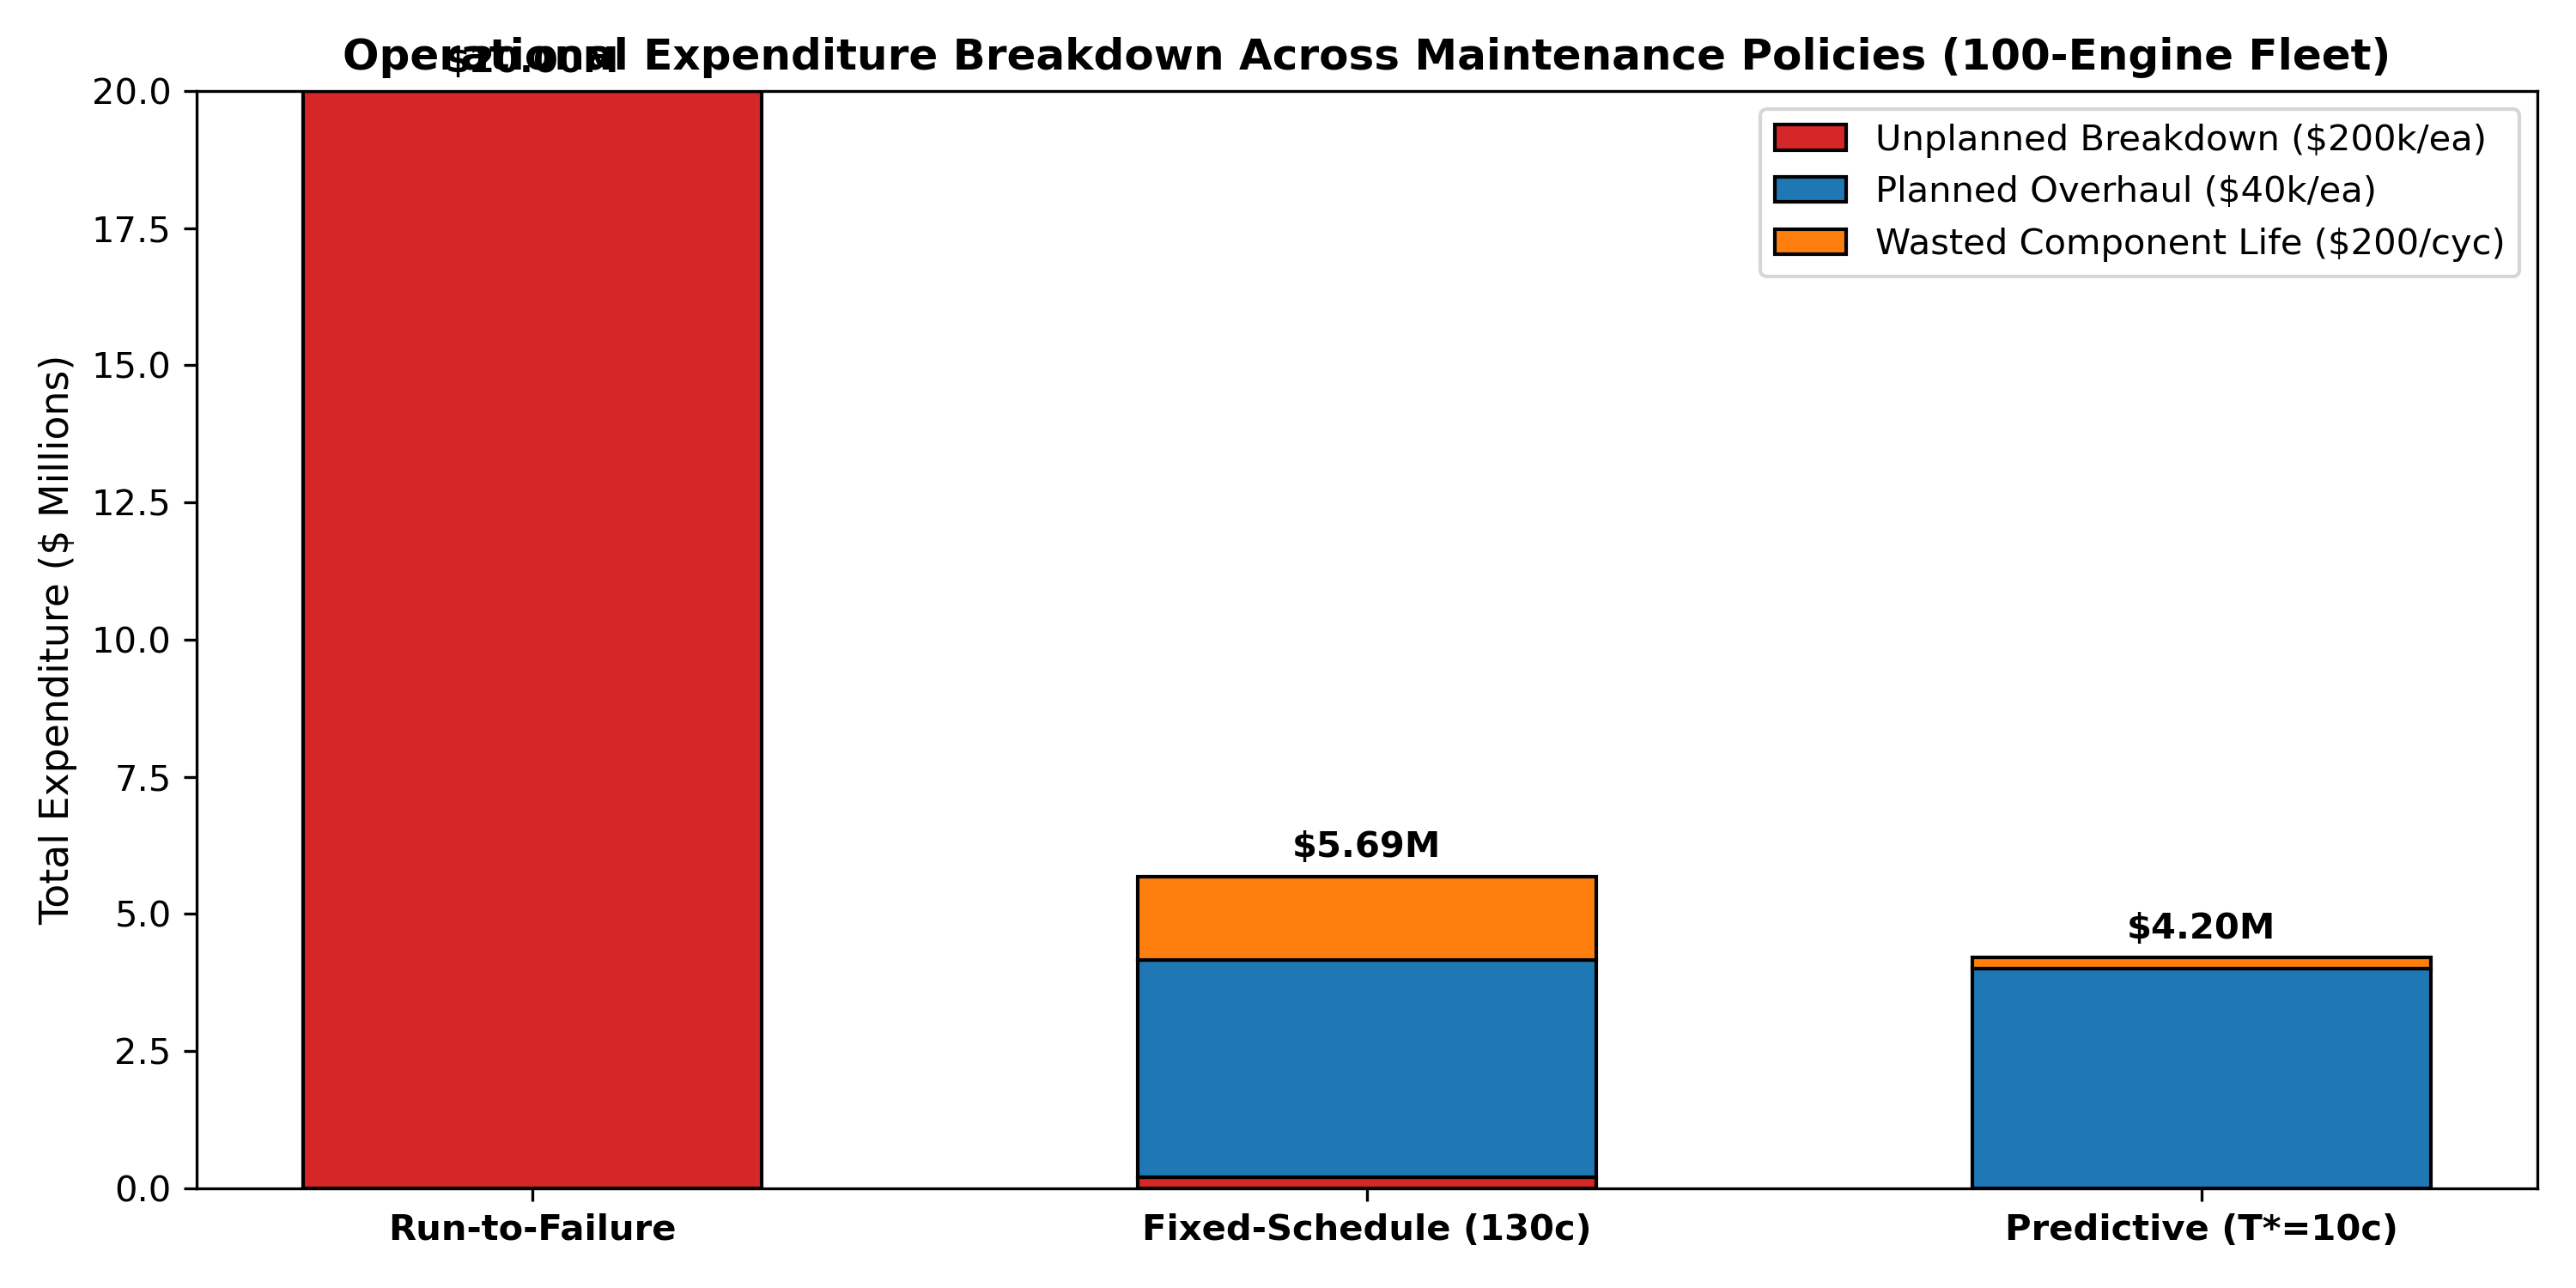 Operational Expenditure Breakdown Across Maintenance Policies (100-Engine Fleet)
$20.00M
Unplanned Breakdown ($200k/ea)
Planned Overhaul ($40k/ea)
Wasted Component Life ($200/cyc)
Total Expenditure ($ Millions)
20.0
17.5
15.0
12.5
10.0
7.5
5.0
2.5
0.0
$5.69M
$4.20M
Run-to-Failure
Fixed-Schedule (130c)
Predictive (T*=10c)